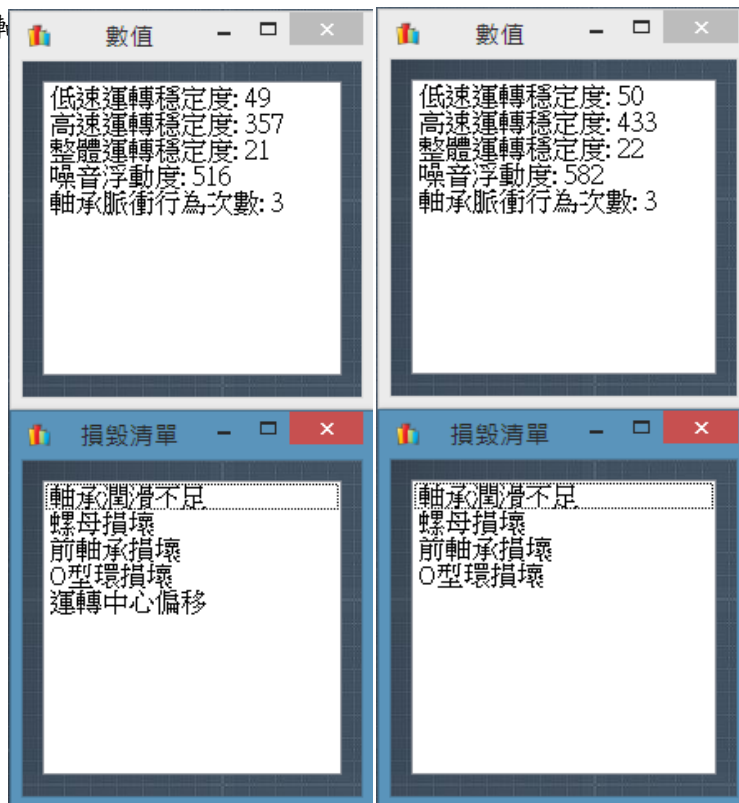 數值
低速運轉穩定度: 49
高速運轉穩定度: 357
整體運轉穩定度: 21
噪音浮動度: 516
軸承脈衝行為次數: 3
數值
低速運轉穩定度: 50
高速運轉穩定度: 433
整體運轉穩定度: 22
噪音浮動度: 582
軸承脈衝行為次數: 3
損毀清單
軸承潤滑不足
螺母損壞
前軸承損壞
O型環損壞
運轉中心偏移
損毀清單
軸承潤滑不足
螺母損壞
前軸承損壞
O型環損壞